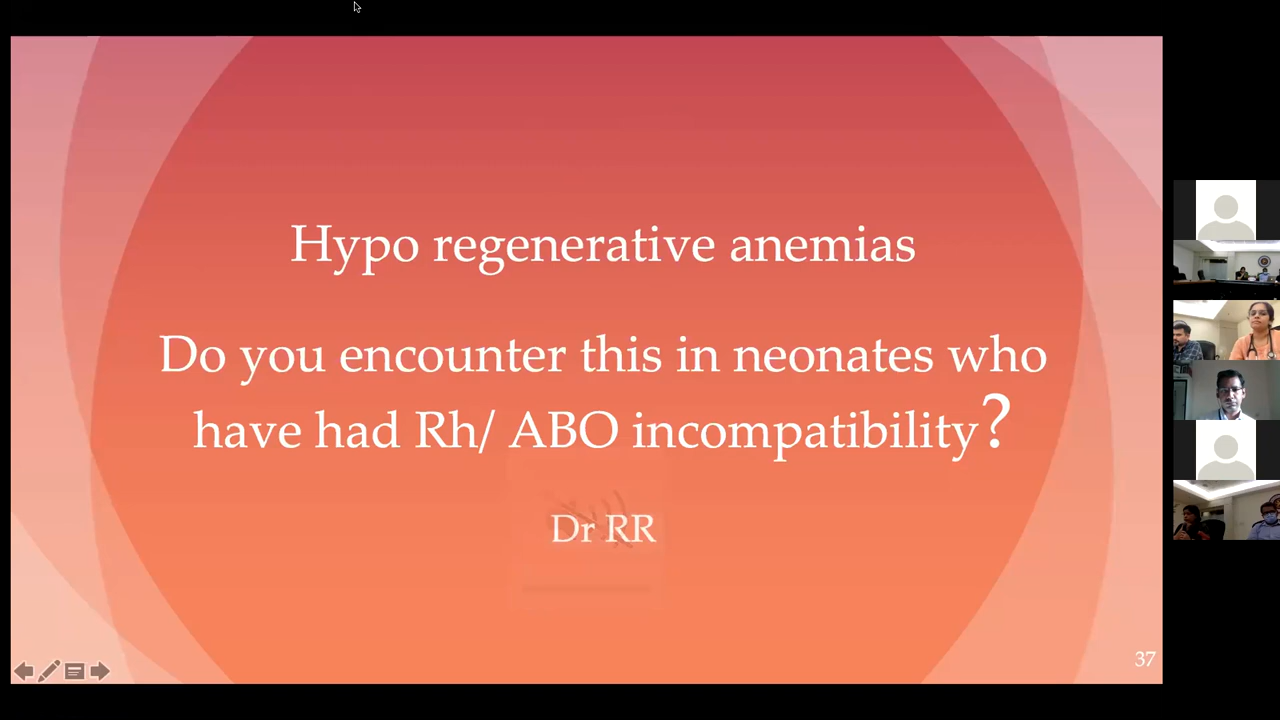 Hypo regenerative anemias
Do you encounter this in neonates who
have had Rh/ ABO incompatibility?
Dr RR
37